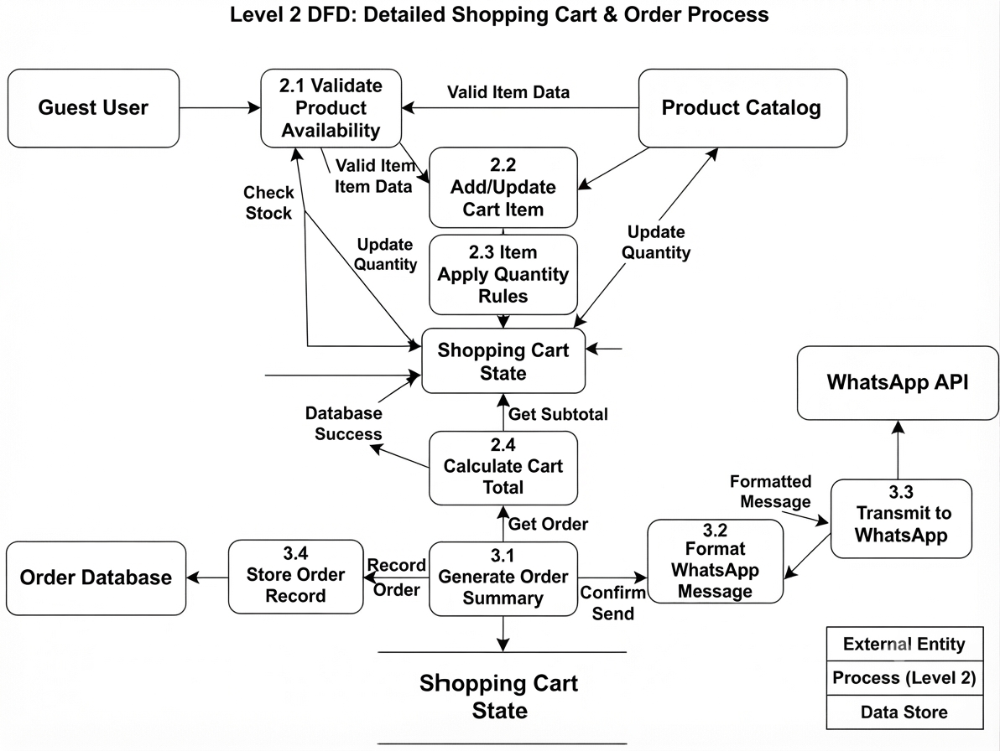 Level 2 DFD: Detailed Shopping Cart & Order Process
Guest User
2.1 Validate
Product
Availability
Valid Item Data
Product Catalog
Valid Item
Item Data
2.2
Add/Update
Cart Item
Check
Stock
Update
Quantity
2.3 Item
Apply Quantity
Rules
Update
Quantity
Shopping Cart
State
WhatsApp API
Get Subtotal
Database
Success
2.4
Calculate Cart
Total
Formatted
Message
3.3
Transmit to
WhatsApp
Get Order
Order Database
3.4
Store Order
Record
Record
Order
3.1
Generate Order
Summary
Confirm
Send
3.2
Format
WhatsApp
Message
Shopping Cart
State
External Entity
Process (Level 2)
Data Store